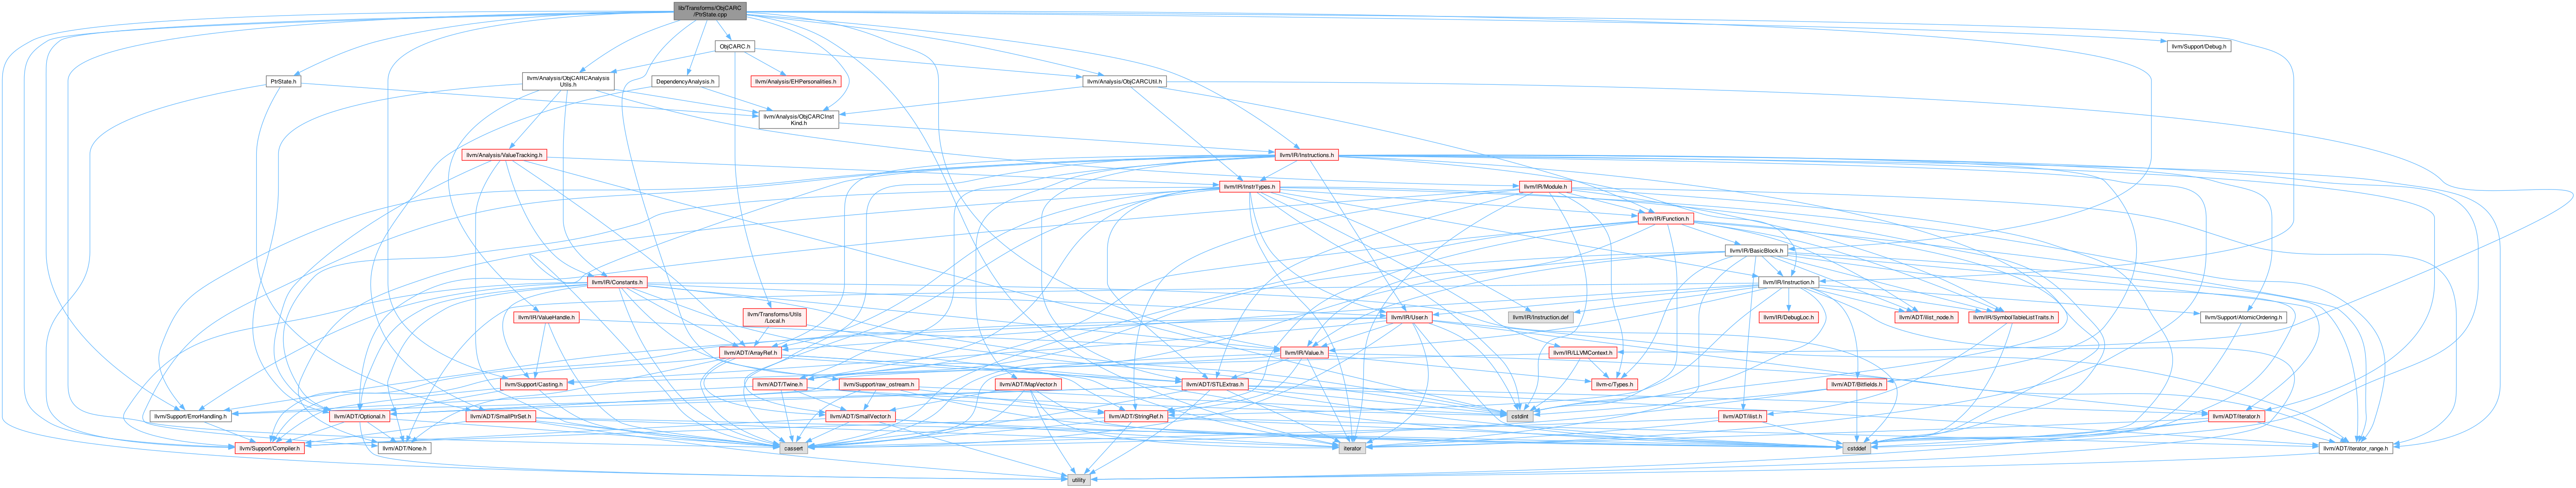 lib/Transforms/ObjCARC
/PtrState.cpp
ObjCARC.h
llvm/Support/Debug.h
PtrState.h
llvm/Analysis/ObjCARCAnalysis
Utils.h
DependencyAnalysis.h
llvm/Analysis/EHPersonalities.h
llvm/Analysis/ObjCARCUtil.h
llvm/Analysis/ObjCARCInst
Kind.h
llvm/Analysis/ValueTracking.h
llvm/IR/Instructions.h
llvm/IR/InstrTypes.h
llvm/IR/Module.h
llvm/IR/Function.h
llvm/IR/BasicBlock.h
llvm/IR/Constants.h
llvm/IR/Instruction.h
llvm/IR/ValueHandle.h
llvm/Transforms/Utils
/Local.h
llvm/IR/User.h
llvm/IR/Instruction.def
llvm/IR/DebugLoc.h
llvm/ADT/ilist_node.h
llvm/IR/SymbolTableListTraits.h
llvm/Support/AtomicOrdering.h
llvm/ADT/ArrayRef.h
llvm/IR/Value.h
llvm/IR/LLVMContext.h
llvm/Support/Casting.h
llvm/ADT/Twine.h
llvm/Support/raw_ostream.h
llvm/ADT/MapVector.h
llvm/ADT/STLExtras.h
llvm-c/Types.h
llvm/ADT/Bitfields.h
llvm/Support/ErrorHandling.h
llvm/ADT/Optional.h
llvm/ADT/SmallPtrSet.h
llvm/ADT/SmallVector.h
llvm/ADT/StringRef.h
cstdint
llvm/ADT/ilist.h
llvm/ADT/iterator.h
llvm/Support/Compiler.h
llvm/ADT/None.h
cassert
iterator
cstddef
llvm/ADT/iterator_range.h
utility